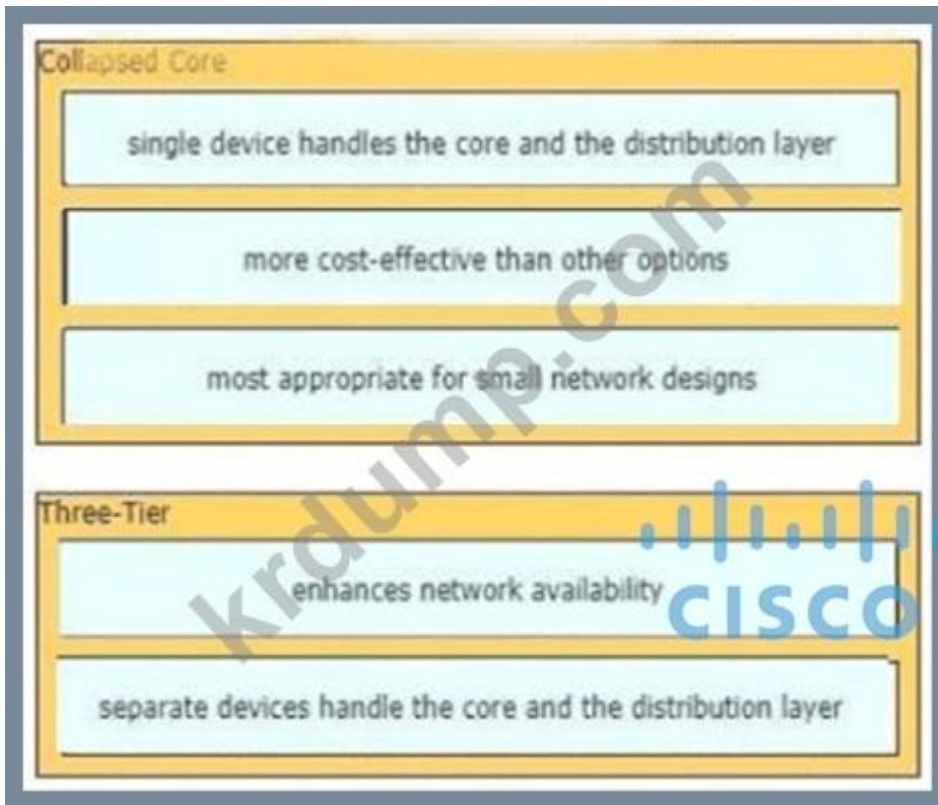 Collapsed Core
single device handles the core and the distribution layer
more cost-effective than other options
most appropriate for small network designs
Three-Tier
enhances network availability
separate devices handle the core and the distribution layer
krdump.com
CISCO